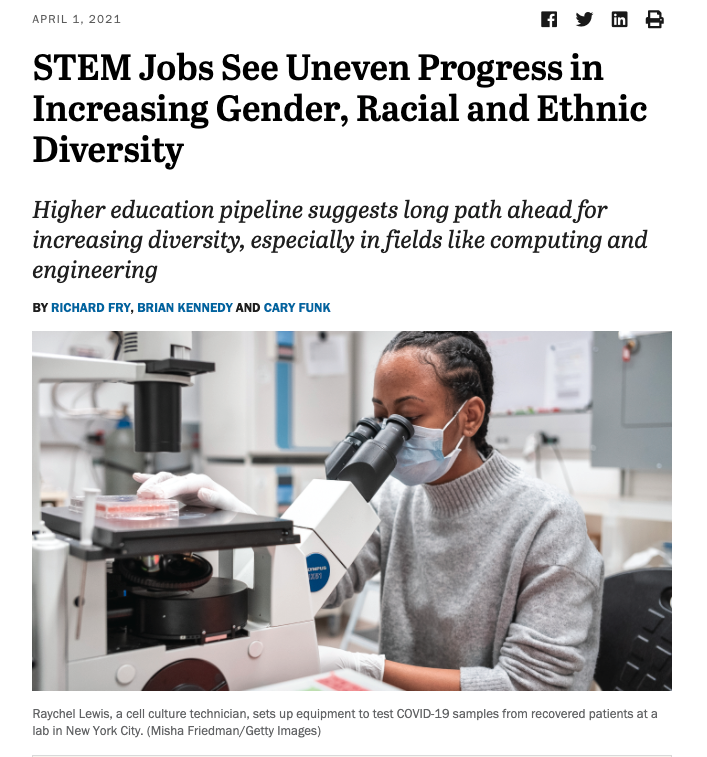 APRIL 1, 2021
STEM Jobs See Uneven Progress in
Increasing Gender, Racial and Ethnic
Diversity
Higher education pipeline suggests long path ahead for
increasing diversity, especially in fields like computing and
engineering
BY RICHARD FRY, BRIAN KENNEDY AND CARY FUNK
Raychel Lewis, a cell culture technician, sets up equipment to test COVID-19 samples from recovered patients at a
lab in New York City. (Misha Friedman/Getty Images)